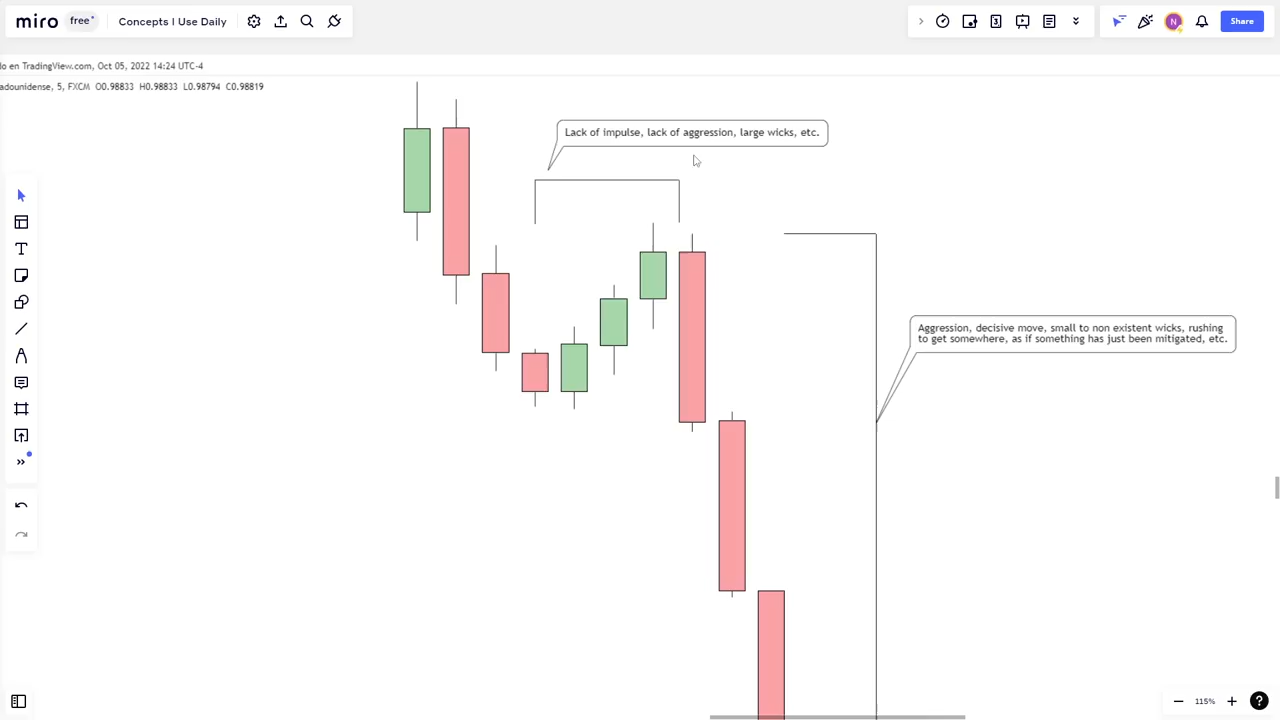 miro free Concepts I Use Daily
3 N Share
do en TradingView.com, Oct 05, 2022 14:24 UTC-4
adounidense, 5, FXCM O0.98833 H0.98833 L0.98794 C0.98819
Lack of impulse, lack of aggression, large wicks, etc.
Aggression, decisive move, small to non existent wicks, rushing
to get somewhere, as if something has just been mitigated, etc.
115% ?